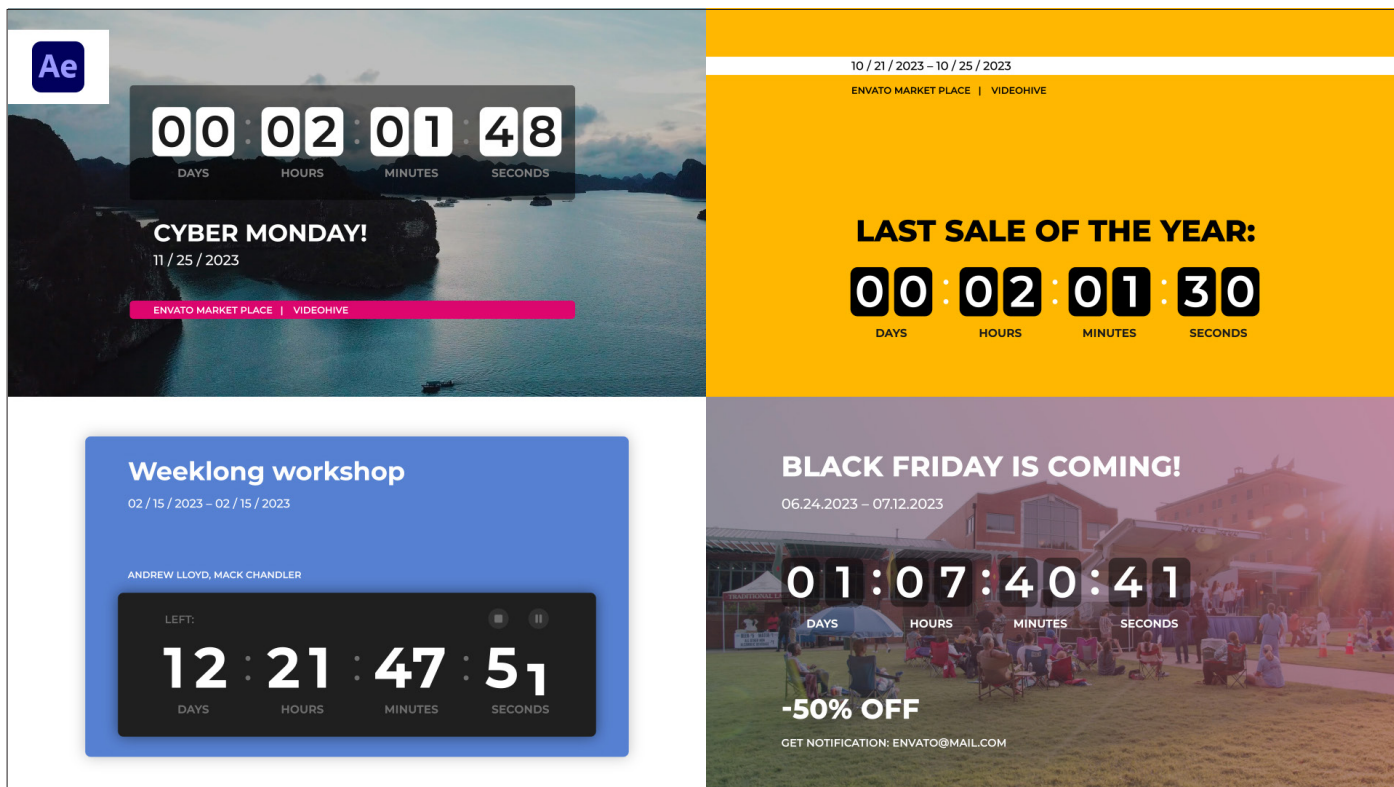 Ae
00 : 02 : 01 : 48
DAYS HOURS MINUTES SECONDS
CYBER MONDAY!
11 / 25 / 2023
ENVATO MARKET PLACE | VIDEOHIVE
10 / 21 / 2023 – 10 / 25 / 2023
ENVATO MARKET PLACE | VIDEOHIVE
LAST SALE OF THE YEAR:
00 : 02 : 01 : 30
DAYS HOURS MINUTES SECONDS
Weeklong workshop
02 / 15 / 2023 – 02 / 15 / 2023
ANDREW LLOYD, MACK CHANDLER
LEFT:
12 : 21 : 47 : 51
DAYS HOURS MINUTES SECONDS
BLACK FRIDAY IS COMING!
06.24.2023 – 07.12.2023
01 : 07 : 40 : 41
DAYS HOURS MINUTES SECONDS
TRADITIONAL
-50% OFF
GET NOTIFICATION: ENVATO@MAIL.COM